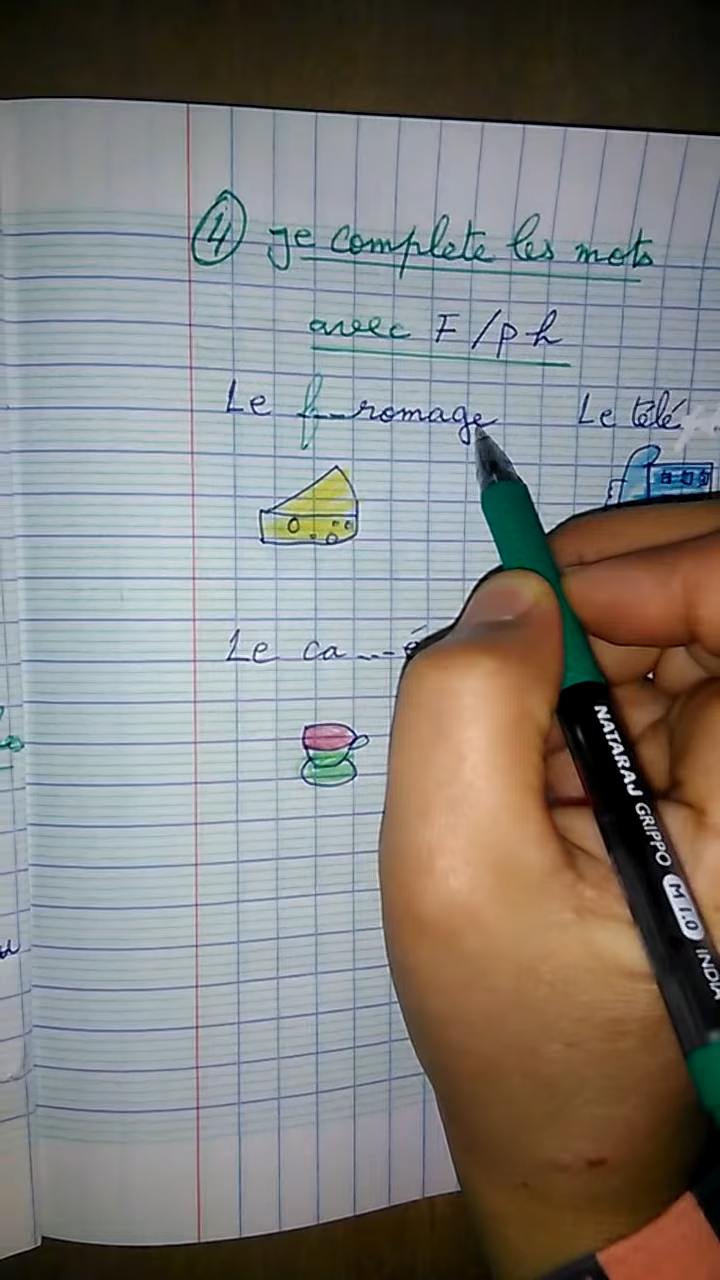 4 je complete les mots
avec F/ph
Le f--romage
Le télé
Le ca---é
NATARAJ GRIPPO M 1.0 INDIA